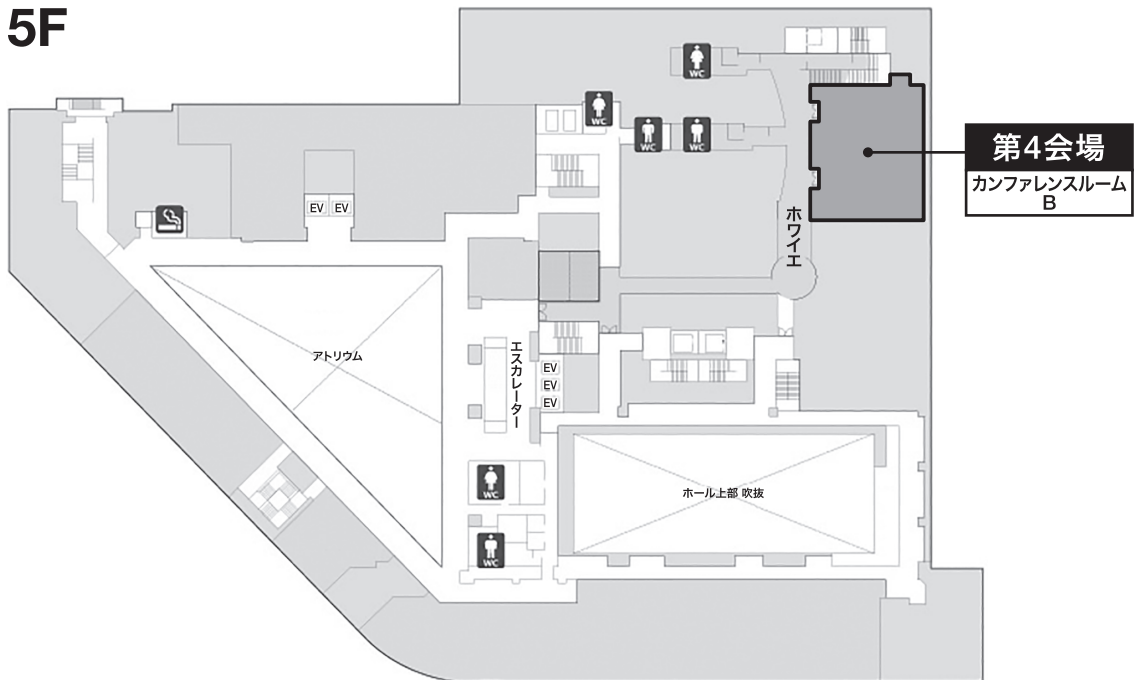 5F
WC
WC
WC
WC
第4会場
カンファレンスルーム
B
EV EV
ホワイエ
アトリウム
エスカレーター
EV
EV
EV
WC
ホール上部 吹抜
WC